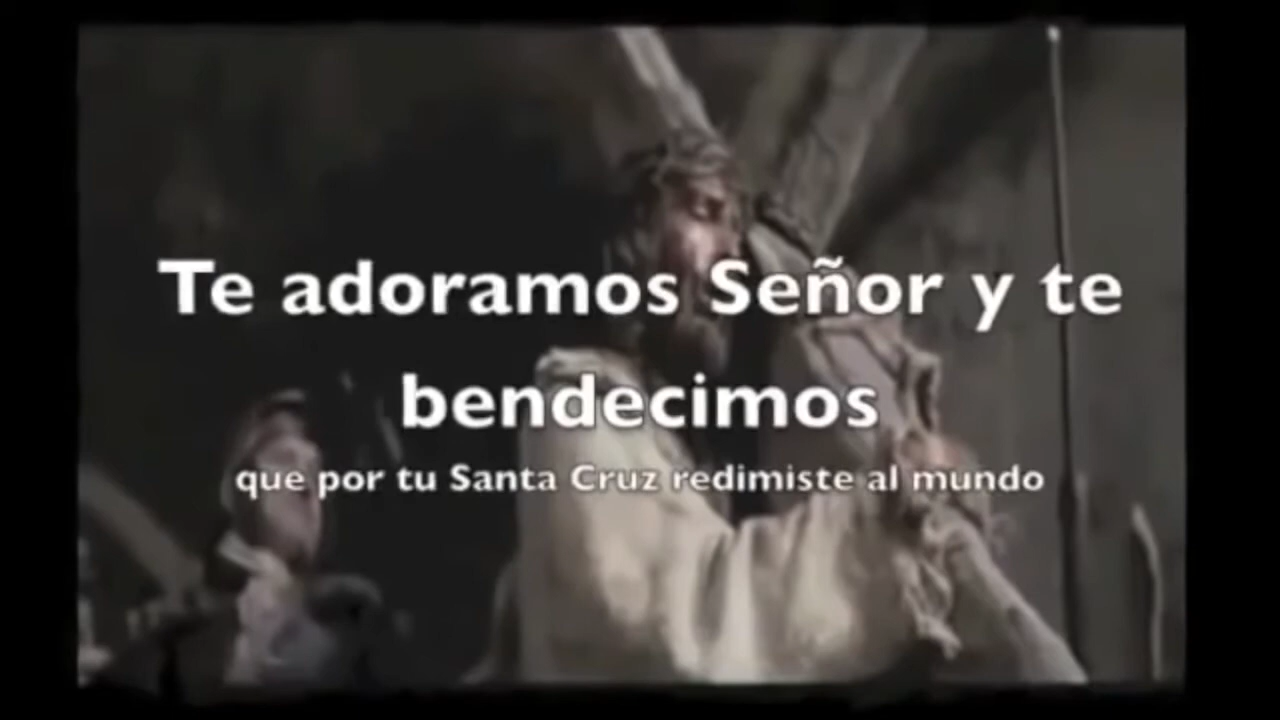 Te adoramos Señor y te
bendecimos
que por tu Santa Cruz redimiste al mundo